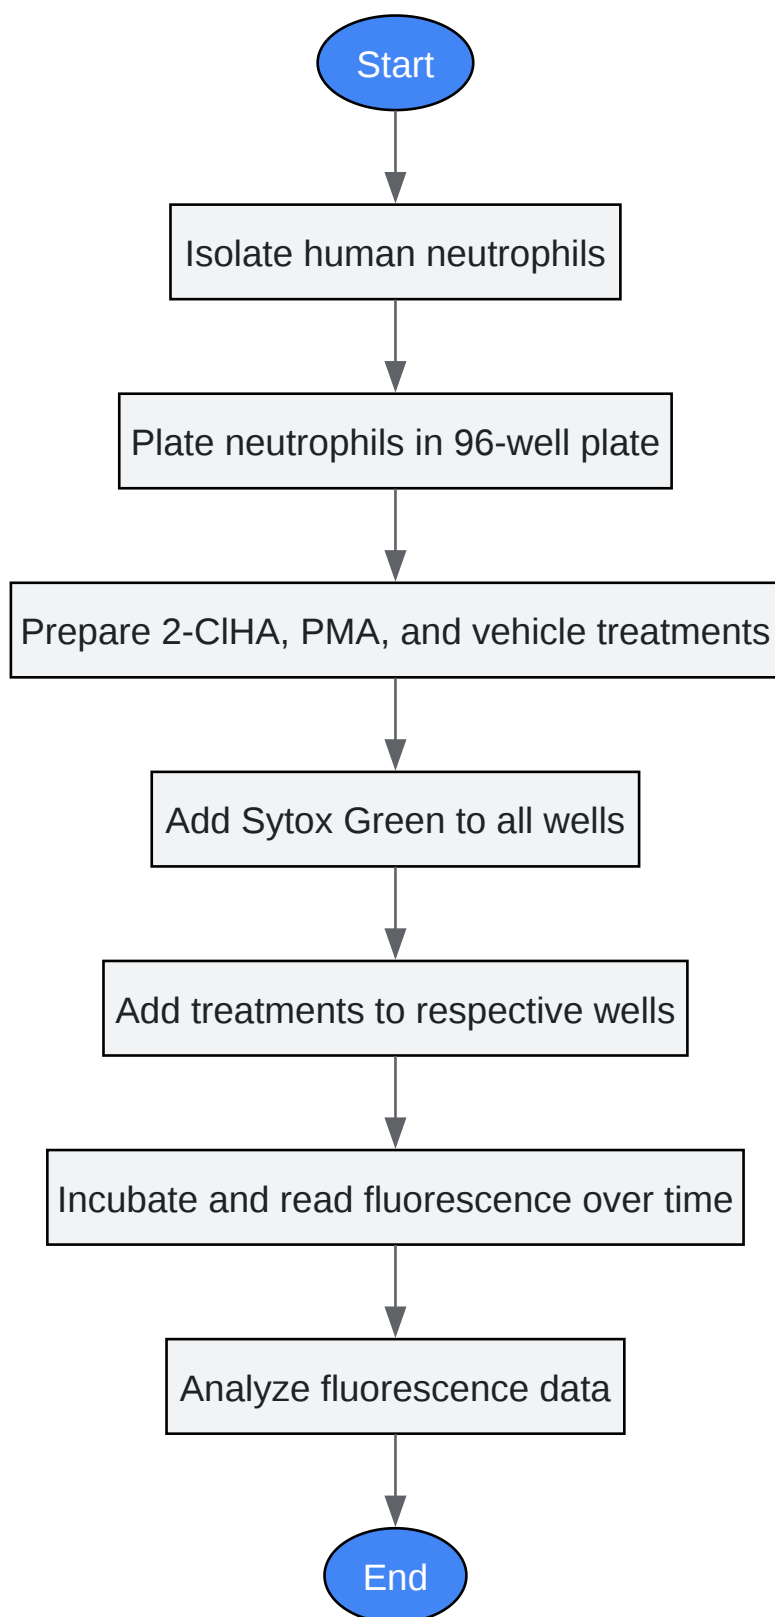 Start
Isolate human neutrophils
Plate neutrophils in 96-well plate
Prepare 2-ClHA, PMA, and vehicle treatments
Add Sytox Green to all wells
Add treatments to respective wells
Incubate and read fluorescence over time
Analyze fluorescence data
End